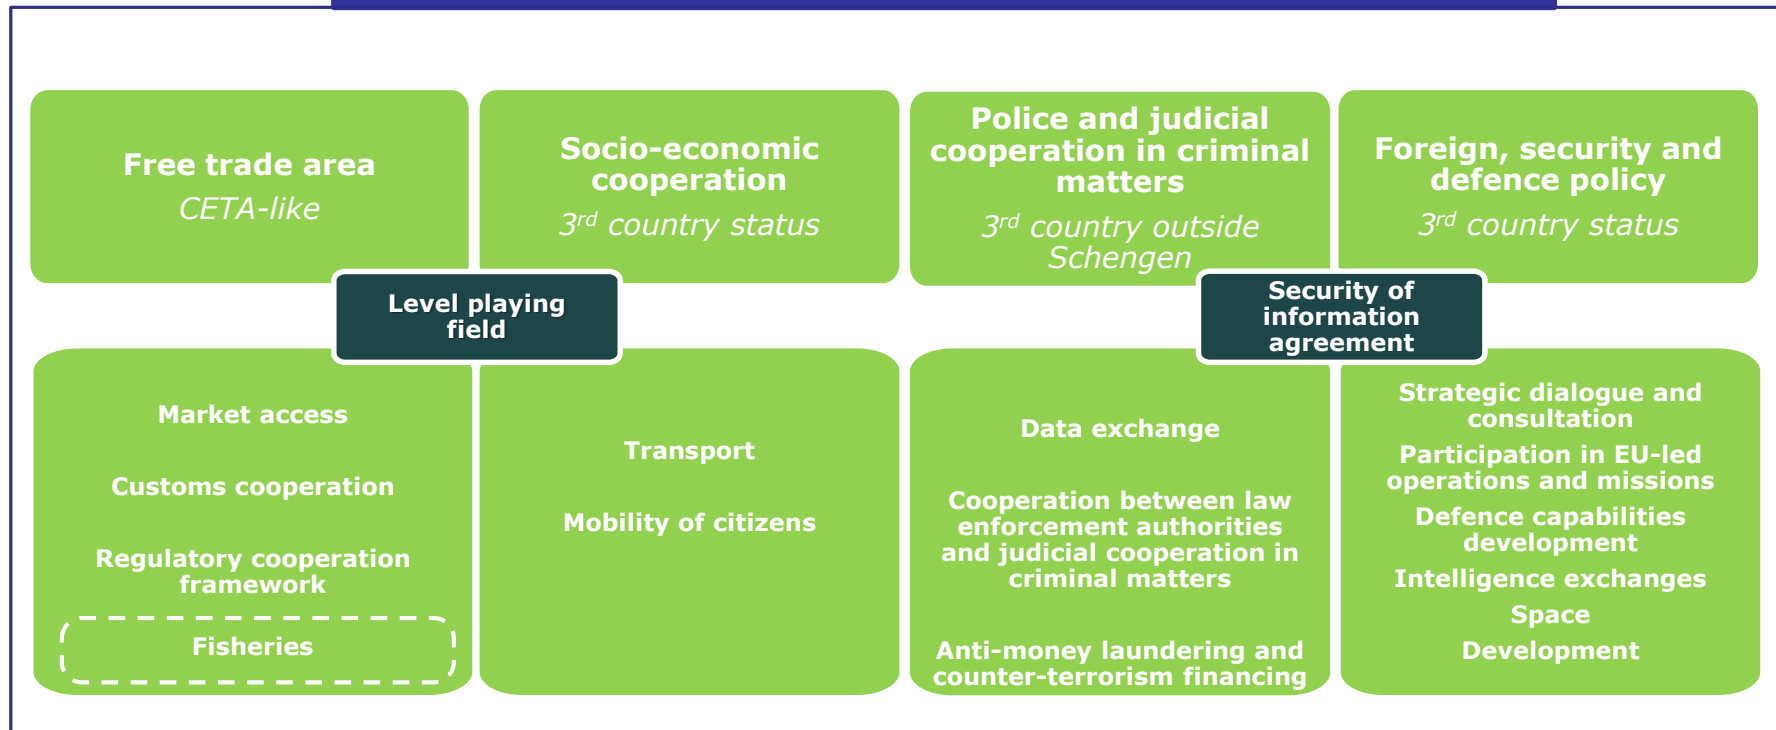 Free trade area
CETA-like
Socio-economic
cooperation
3rd country status
Police and judicial
cooperation in criminal
matters
3rd country outside
Schengen
Foreign, security and
defence policy
3rd country status
Level playing
field
Security of
information
agreement
Market access
Customs cooperation
Regulatory cooperation
framework
Fisheries
Transport
Mobility of citizens
Data exchange
Cooperation between law
enforcement authorities
and judicial cooperation in
criminal matters
Anti-money laundering and
counter-terrorism financing
Strategic dialogue and
consultation
Participation in EU-led
operations and missions
Defence capabilities
development
Intelligence exchanges
Space
Development